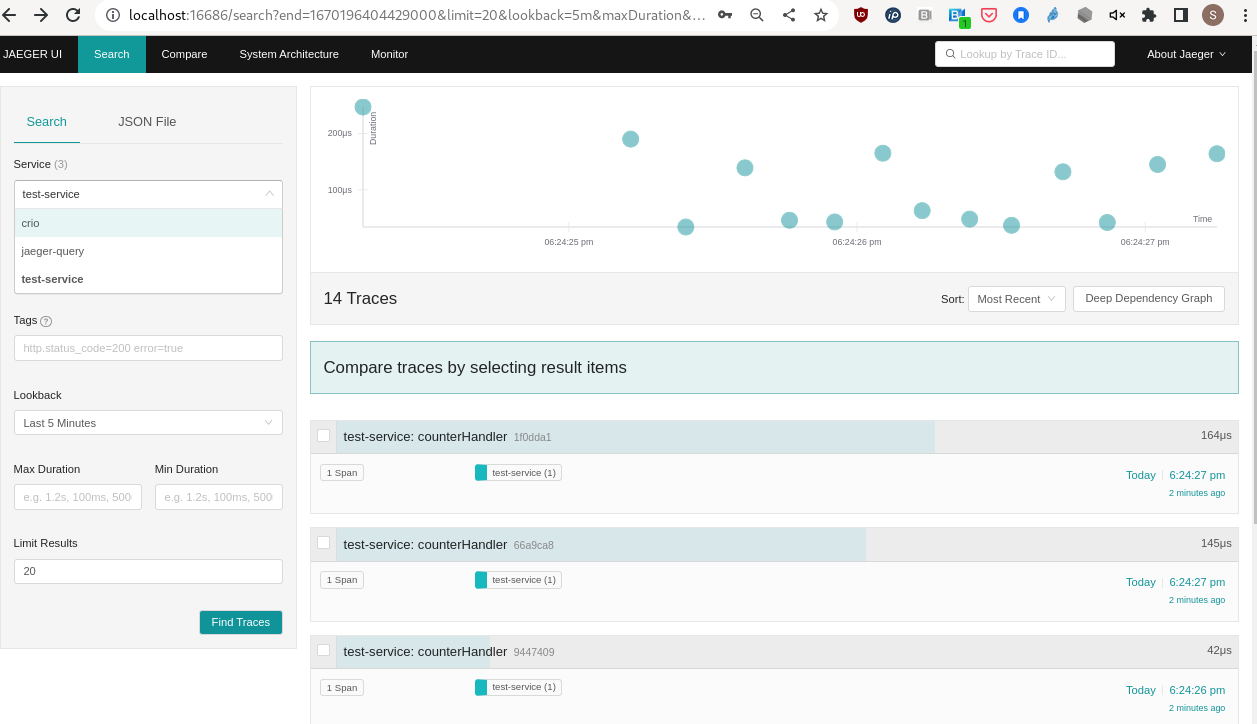 localhost:16686/search?end=1670196404429000&limit=20&lookback=5m&maxDuration&...
S
JAEGER UI
Search
Compare
System Architecture
Monitor
Lookup by Trace ID...
About Jaeger
Search
JSON File
Service (3)
test-service
crio
jaeger-query
test-service
Tags ?
http.status_code=200 error=true
Lookback
Last 5 Minutes
Max Duration
Min Duration
e.g. 1.2s, 100ms, 500
e.g. 1.2s, 100ms, 500
Limit Results
20
Find Traces
Duration
200μs
100μs
Time
06:24:25 pm
06:24:26 pm
06:24:27 pm
14 Traces
Sort:
Most Recent
Deep Dependency Graph
Compare traces by selecting result items
test-service: counterHandler 1f0dda1
164μs
1 Span
test-service (1)
Today
6:24:27 pm
2 minutes ago
test-service: counterHandler 66a9ca8
145μs
1 Span
test-service (1)
Today
6:24:27 pm
2 minutes ago
test-service: counterHandler 9447409
42μs
1 Span
test-service (1)
Today
6:24:26 pm
2 minutes ago